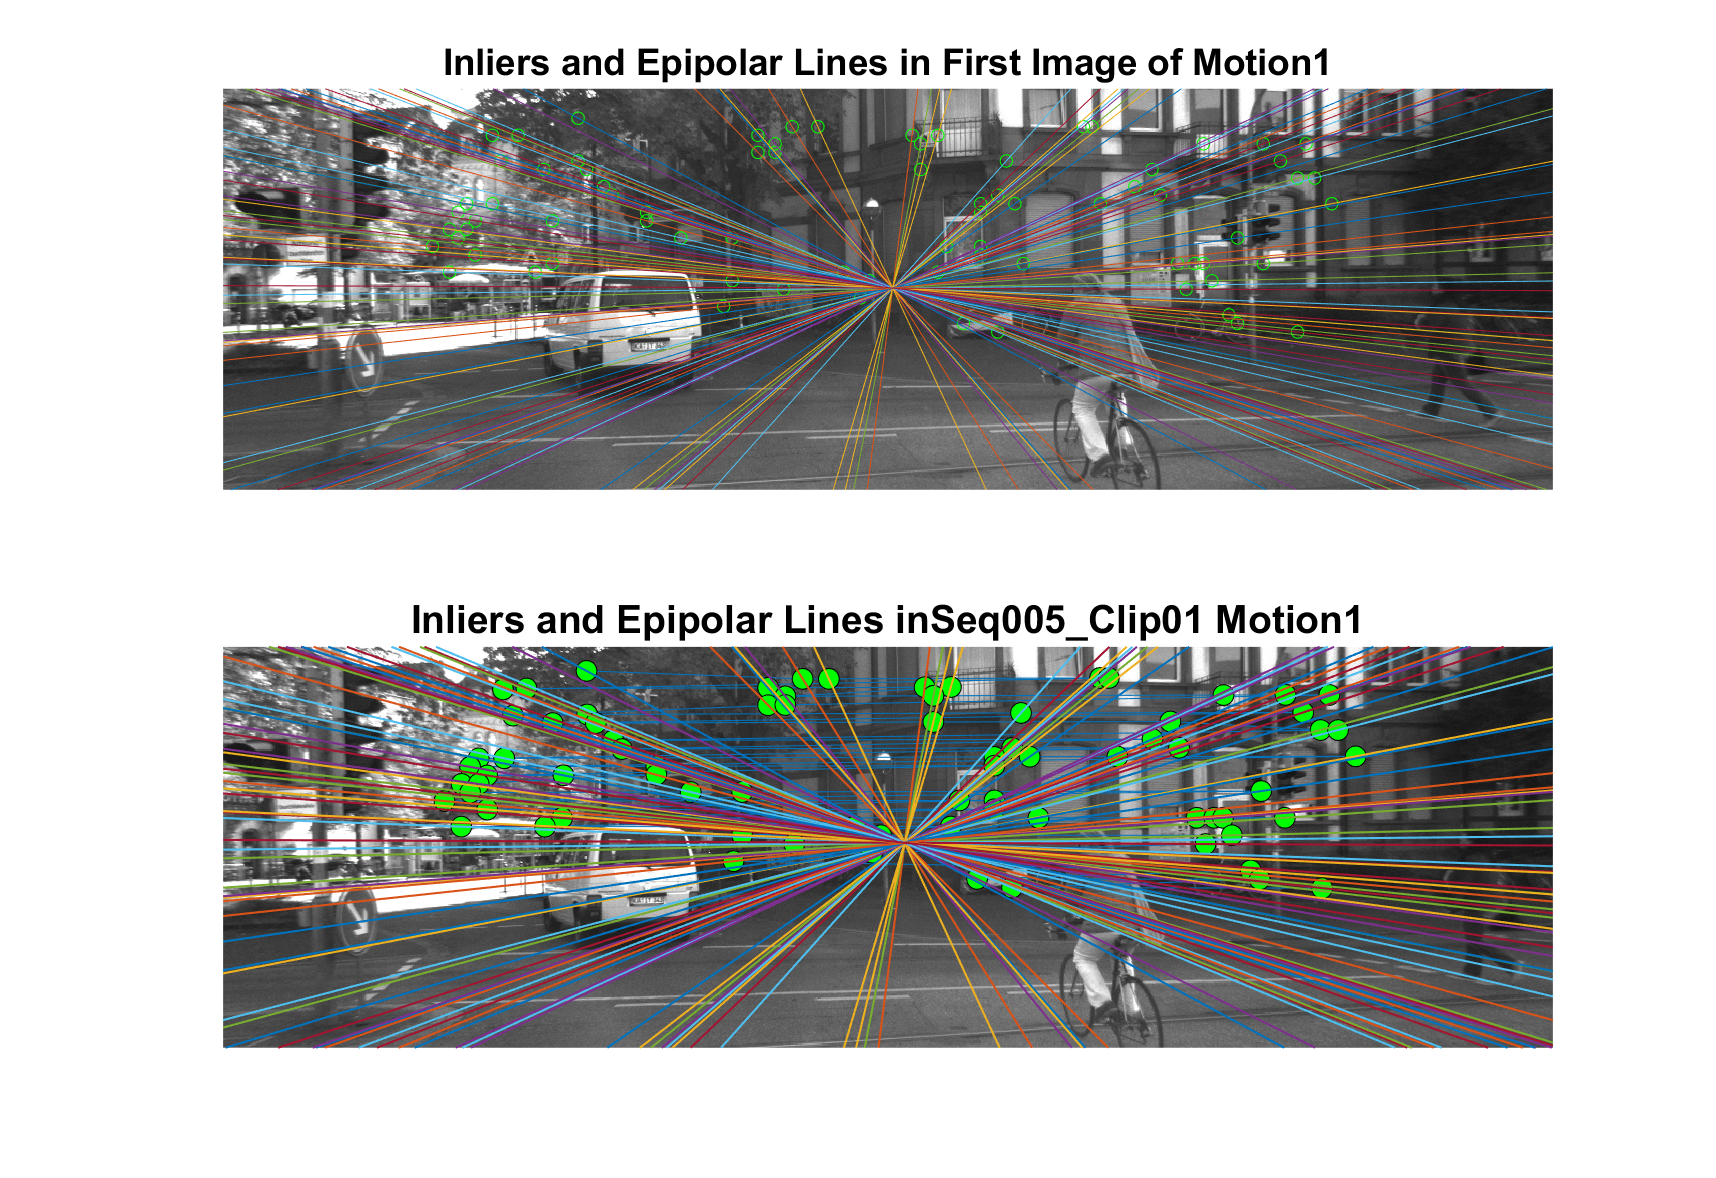 Inliers and Epipolar Lines in First Image of Motion1
Inliers and Epipolar Lines inSeq005_Clip01 Motion1